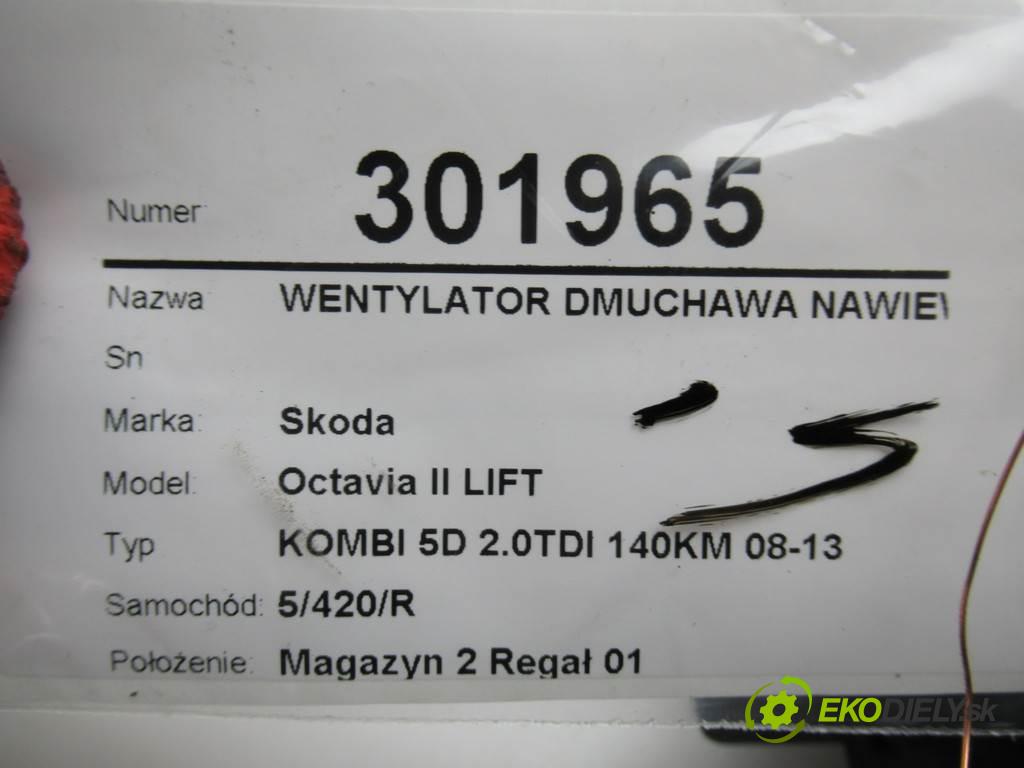 Numer 301965
Nazwa WENTYLATOR DMUCHAWA NAWIEW
Sn
Marka: Skoda
Model: Octavia II LIFT
Typ KOMBI 5D 2.0TDI 140KM 08-13
Samochód: 5/420/R
Położenie: Magazyn 2 Regał 01
EKODIELY.sk